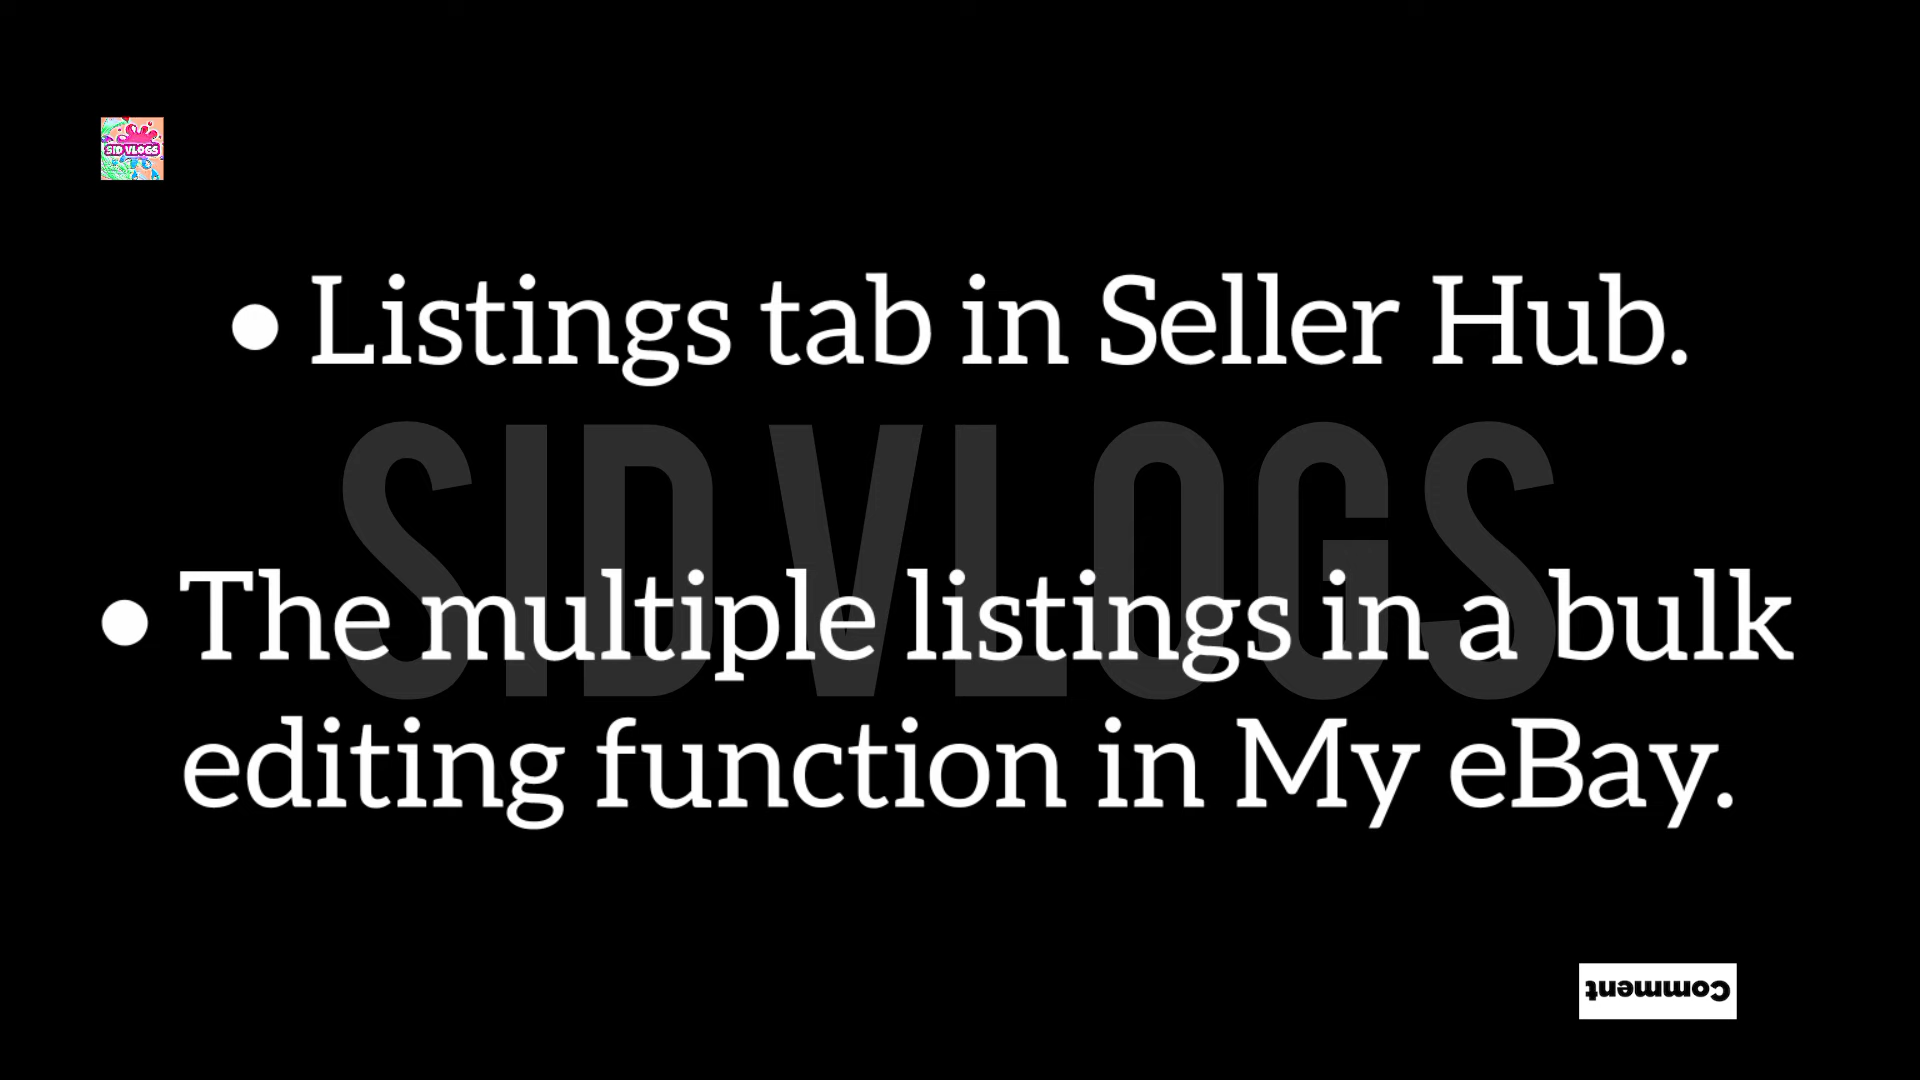 SID VLOGS
• Listings tab in Seller Hub.
SID VLOGS
• The multiple listings in a bulk
editing function in My eBay.
Comment